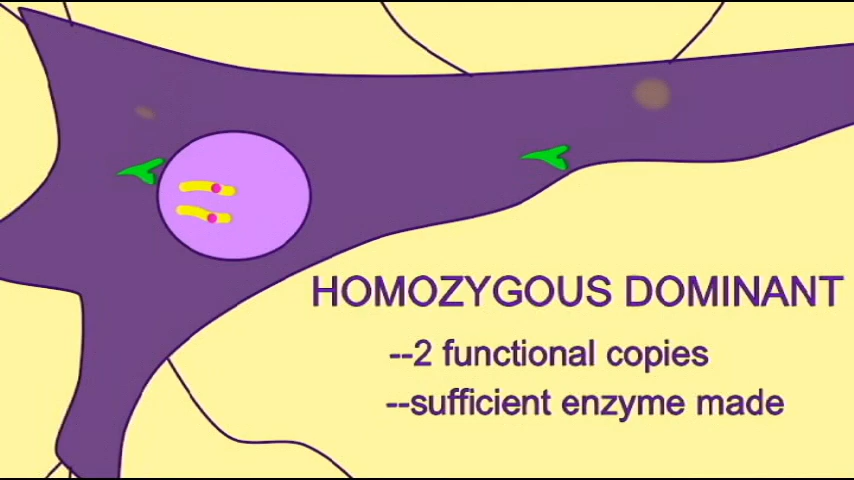 HOMOZYGOUS DOMINANT
--2 functional copies
--sufficient enzyme made